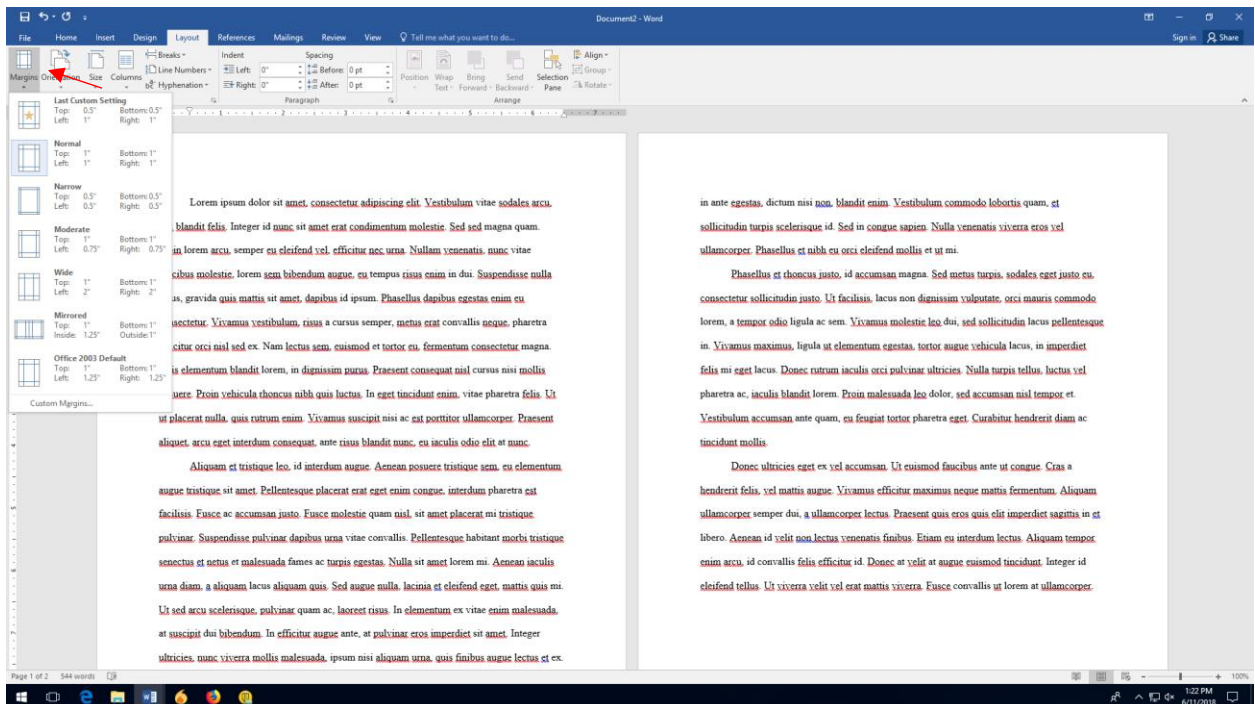 Document2 - Word
File Home Insert Design Layout References Mailings Review View Tell me what you want to do... Sign in Share
Breaks Indent Spacing Align
Line Numbers Left: 0" Before: 0 pt Group
Margins Orientation Size Columns Hyphenation Right: 0" After: 0 pt Position Wrap Text Bring Forward Send Backward Selection Pane Rotate
Paragraph Arrange
Last Custom Setting
Top: 0.5" Bottom: 0.5"
Left: 1" Right: 1"
Normal
Top: 1" Bottom: 1"
Left: 1" Right: 1"
Narrow
Top: 0.5" Bottom: 0.5"
Left: 0.5" Right: 0.5"
Moderate
Top: 1" Bottom: 1"
Left: 0.75" Right: 0.75"
Wide
Top: 1" Bottom: 1"
Left: 2" Right: 2"
Mirrored
Top: 1" Bottom: 1"
Inside: 1.25" Outside: 1"
Office 2003 Default
Top: 1" Bottom: 1"
Left: 1.25" Right: 1.25"
Custom Margins...
1 2 3 4 5 6 7
Lorem ipsum dolor sit amet, consectetur adipiscing elit. Vestibulum vitae sodales arcu,
blandit felis. Integer id nunc sit amet erat condimentum molestie. Sed sed magna quam.
in lorem arcu, semper eu eleifend vel, efficitur nec urna. Nullam venenatis, nunc vitae
cibus molestie, lorem sem bibendum augue, eu tempus risus enim in dui. Suspendisse nulla
us, gravida quis mattis sit amet, dapibus id ipsum. Phasellus dapibus egestas enim eu
nsectetur. Vivamus vestibulum, risus a cursus semper, metus erat convallis neque, pharetra
citur orci nisl sed ex. Nam lectus sem, euismod et tortor eu, fermentum consectetur magna.
is elementum blandit lorem, in dignissim purus. Praesent consequat nisl cursus nisi mollis
uere. Proin vehicula rhoncus nibh quis luctus. In eget tincidunt enim, vitae pharetra felis. Ut
ut placerat nulla, quis rutrum enim. Vivamus suscipit nisi ac est porttitor ullamcorper. Praesent
aliquet, arcu eget interdum consequat, ante risus blandit nunc, eu iaculis odio elit at nunc.
Aliquam et tristique leo, id interdum augue. Aenean posuere tristique sem, eu elementum
augue tristique sit amet. Pellentesque placerat erat eget enim congue, interdum pharetra est
facilisis. Fusce ac accumsan justo. Fusce molestie quam nisl, sit amet placerat mi tristique
pulvinar. Suspendisse pulvinar dapibus urna vitae convallis. Pellentesque habitant morbi tristique
senectus et netus et malesuada fames ac turpis egestas. Nulla sit amet lorem mi. Aenean iaculis
urna diam, a aliquam lacus aliquam quis. Sed augue nulla, lacinia et eleifend eget, mattis quis mi.
Ut sed arcu scelerisque, pulvinar quam ac, laoreet risus. In elementum ex vitae enim malesuada,
at suscipit dui bibendum. In efficitur augue ante, at pulvinar eros imperdiet sit amet. Integer
ultricies, nunc viverra mollis malesuada, ipsum nisi aliquam urna, quis finibus augue lectus et ex.
in ante egestas, dictum nisi non, blandit enim. Vestibulum commodo lobortis quam, et
sollicitudin turpis scelerisque id. Sed in congue sapien. Nulla venenatis viverra eros vel
ullamcorper. Phasellus et nibh eu orci eleifend mollis et ut mi.
Phasellus et rhoncus justo, id accumsan magna. Sed metus turpis, sodales eget justo eu,
consectetur sollicitudin justo. Ut facilisis, lacus non dignissim vulputate, orci mauris commodo
lorem, a tempor odio ligula ac sem. Vivamus molestie leo dui, sed sollicitudin lacus pellentesque
in. Vivamus maximus, ligula ut elementum egestas, tortor augue vehicula lacus, in imperdiet
felis mi eget lacus. Donec rutrum iaculis orci pulvinar ultricies. Nulla turpis tellus, luctus vel
pharetra ac, iaculis blandit lorem. Proin malesuada leo dolor, sed accumsan nisl tempor et.
Vestibulum accumsan ante quam, eu feugiat tortor pharetra eget. Curabitur hendrerit diam ac
tincidunt mollis.
Donec ultricies eget ex vel accumsan. Ut euismod faucibus ante ut congue. Cras a
hendrerit felis, vel mattis augue. Vivamus efficitur maximus neque mattis fermentum. Aliquam
ullamcorper semper dui, a ullamcorper lectus. Praesent quis eros quis elit imperdiet sagittis in et
libero. Aenean id velit non lectus venenatis finibus. Etiam eu interdum lectus. Aliquam tempor
enim arcu, id convallis felis efficitur id. Donec at velit at augue euismod tincidunt. Integer id
eleifend tellus. Ut viverra velit vel erat mattis viverra. Fusce convallis ut lorem at ullamcorper.
Page 1 of 2 544 words 100%
1:22 PM
6/11/2018